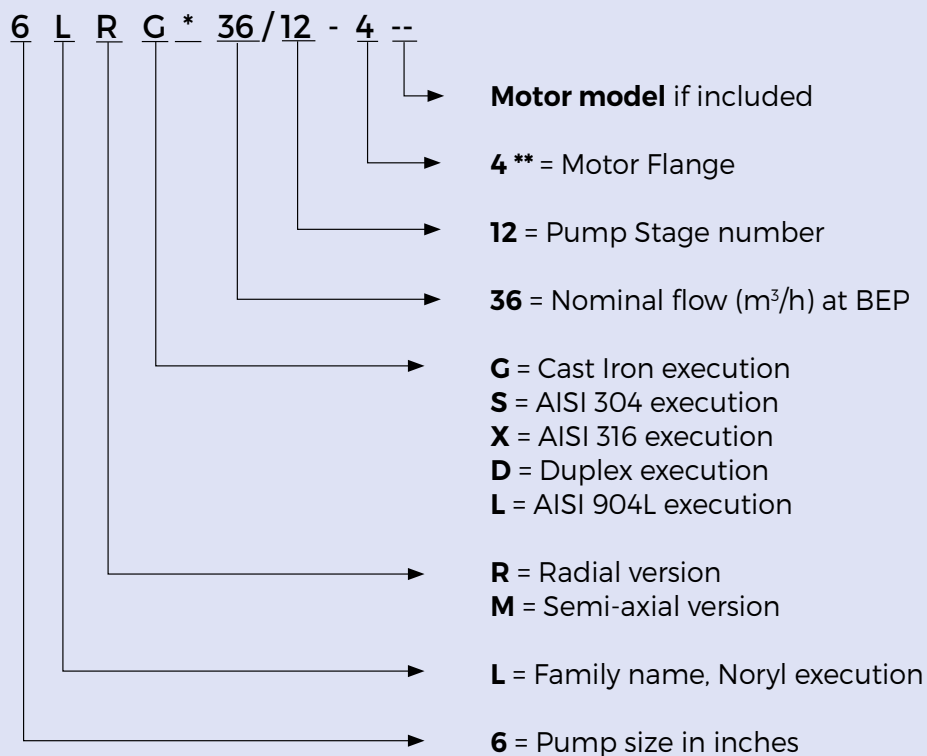 6 L R G * 36 / 12 - 4 --
Motor model if included
4 ** = Motor Flange
12 = Pump Stage number
36 = Nominal flow (m³/h) at BEP
G = Cast Iron execution
S = AISI 304 execution
X = AISI 316 execution
D = Duplex execution
L = AISI 904L execution
R = Radial version
M = Semi-axial version
L = Family name, Noryl execution
6 = Pump size in inches